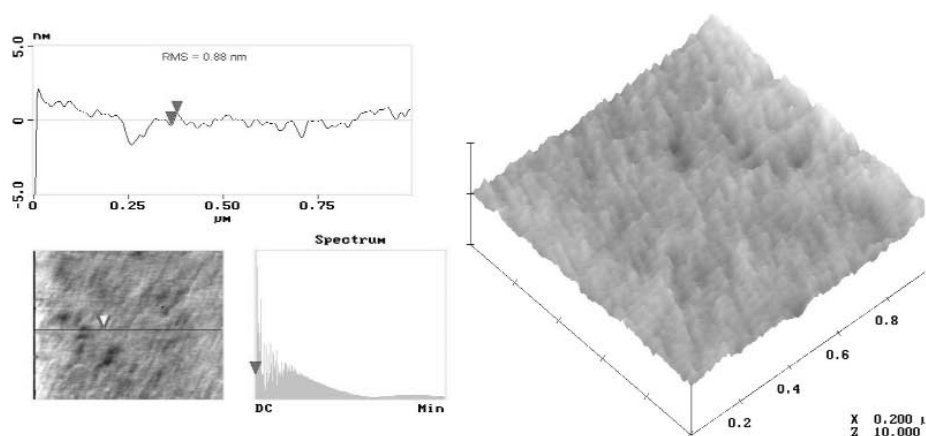 nm
RMS = 0.88 nm
5.0
0
-5.0
0 0.25 0.50 0.75
µm
Spectrum
DC Min
0.2 0.4 0.6 0.8
X 0.200 µ
Z 10.000